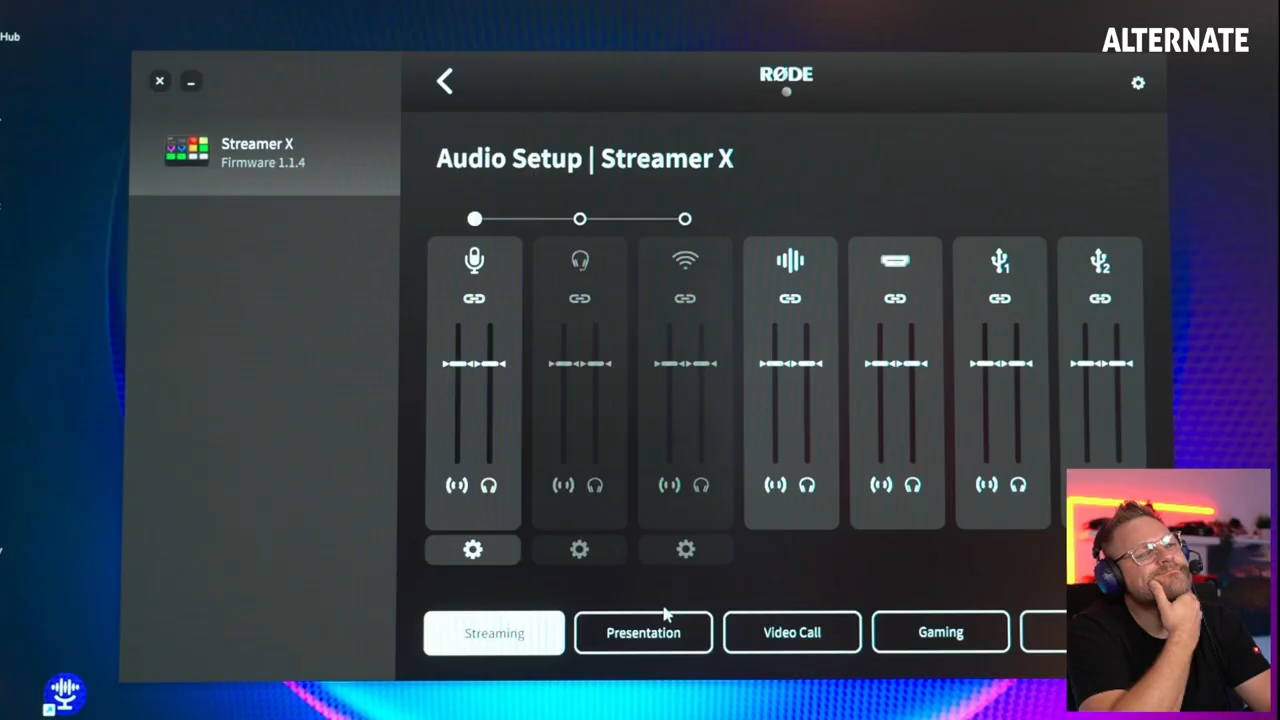 Hub
ALTERNATE
RØDE
Streamer X
Firmware 1.1.4
Audio Setup | Streamer X
1
2
Streaming
Presentation
Video Call
Gaming